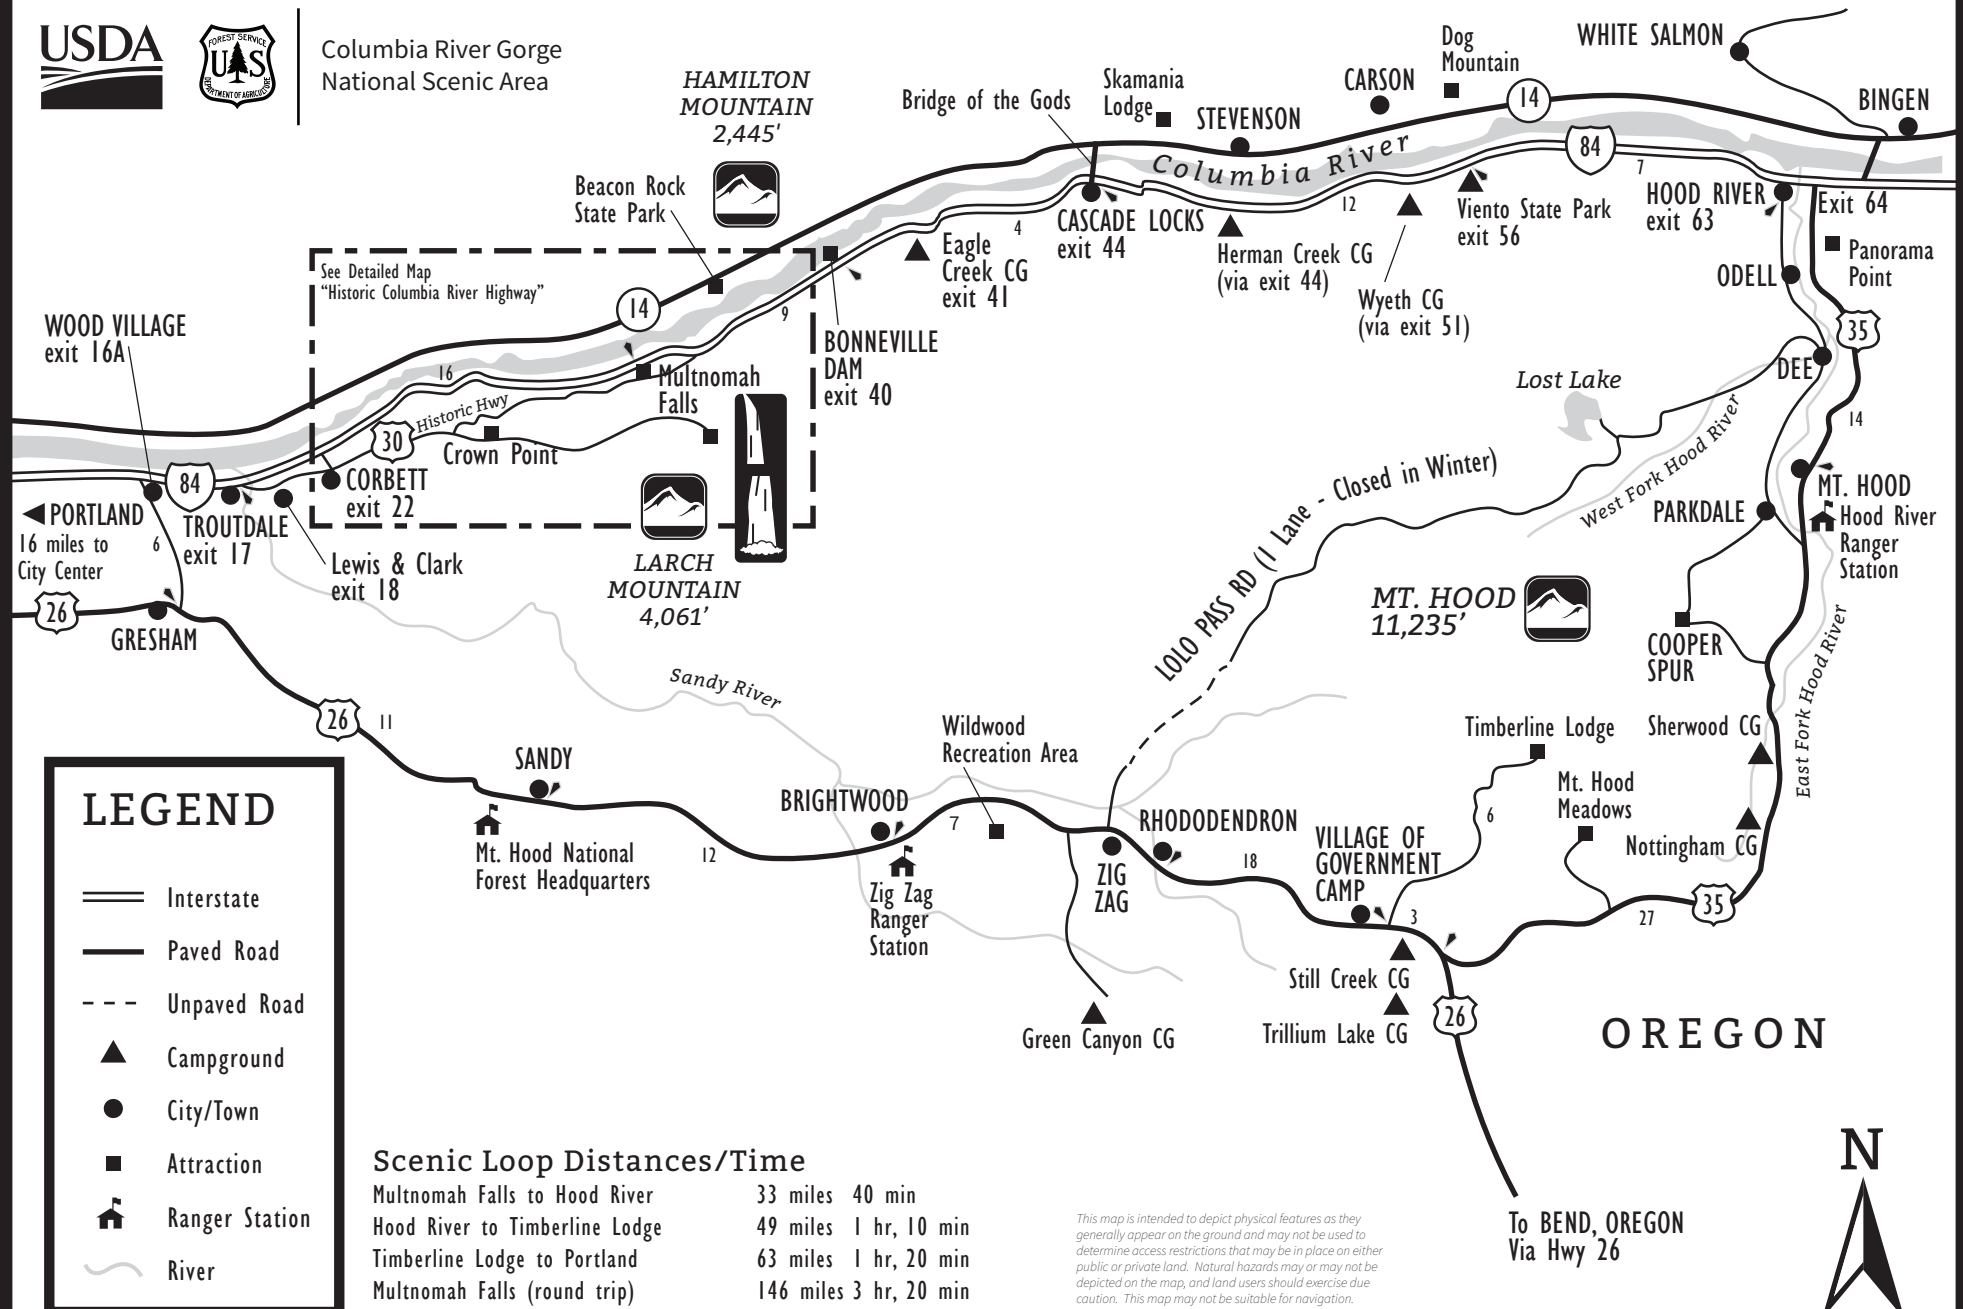 USDA
FOREST SERVICE
US
DEPARTMENT OF AGRICULTURE
Columbia River Gorge
National Scenic Area
HAMILTON
MOUNTAIN
2,445'
Beacon Rock
State Park
Bridge of the Gods
Skamania
Lodge
STEVENSON
CARSON
Dog
Mountain
14
WHITE SALMON
BINGEN
Columbia River
84
7
HOOD RIVER
exit 63
Exit 64
Panorama
Point
ODELL
35
Viento State Park
exit 56
12
Wyeth CG
(via exit 51)
Herman Creek CG
(via exit 44)
CASCADE LOCKS
exit 44
4
Eagle
Creek CG
exit 41
BONNEVILLE
DAM
exit 40
See Detailed Map
"Historic Columbia River Highway"
14
9
16
Multnomah
Falls
Historic Hwy
30
Crown Point
CORBETT
exit 22
WOOD VILLAGE
exit 16A
84
PORTLAND
16 miles to
City Center
6
TROUTDALE
exit 17
Lewis & Clark
exit 18
LARCH
MOUNTAIN
4,061’
26
GRESHAM
26
11
Sandy River
SANDY
Mt. Hood National
Forest Headquarters
12
BRIGHTWOOD
Zig Zag
Ranger
Station
7
Wildwood
Recreation Area
ZIG
ZAG
RHODODENDRON
Green Canyon CG
18
VILLAGE OF
GOVERNMENT
CAMP
3
Still Creek CG
Trillium Lake CG
26
6
Timberline Lodge
Mt. Hood
Meadows
27
35
Nottingham CG
Sherwood CG
East Fork Hood River
COOPER
SPUR
MT. HOOD
11,235’
LOLO PASS RD (1 Lane - Closed in Winter)
Lost Lake
West Fork Hood River
DEE
14
PARKDALE
MT. HOOD
Hood River
Ranger
Station
OREGON
To BEND, OREGON
Via Hwy 26
N
LEGEND
Interstate
Paved Road
Unpaved Road
Campground
City/Town
Attraction
Ranger Station
River
Scenic Loop Distances/Time
Multnomah Falls to Hood River 33 miles 40 min
Hood River to Timberline Lodge 49 miles 1 hr, 10 min
Timberline Lodge to Portland 63 miles 1 hr, 20 min
Multnomah Falls (round trip) 146 miles 3 hr, 20 min
This map is intended to depict physical features as they
generally appear on the ground and may not be used to
determine access restrictions that may be in place on either
public or private land. Natural hazards may or may not be
depicted on the map, and land users should exercise due
caution. This map may not be suitable for navigation.